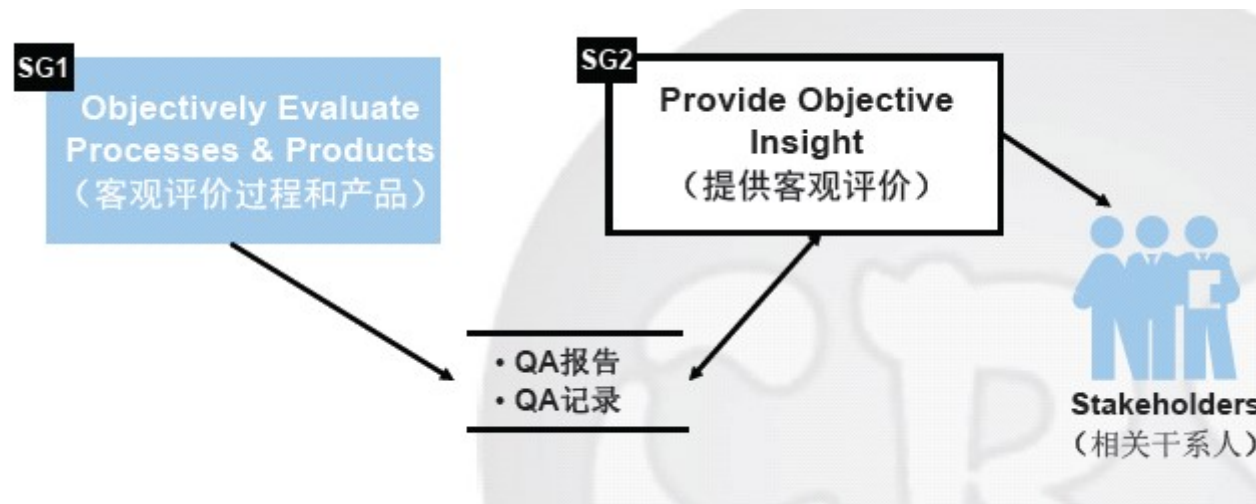 SG1
Objectively Evaluate
Processes & Products
（客观评价过程和产品）
SG2
Provide Objective
Insight
（提供客观评价）
• QA报告
• QA记录
Stakeholders
（相关干系人）